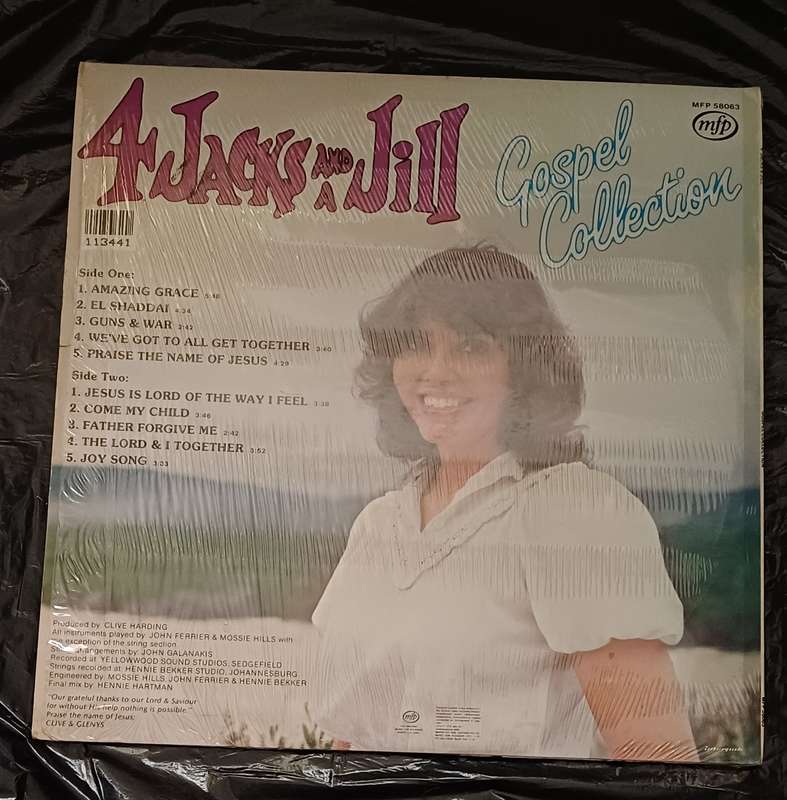 4 JACKS AND A Jill
Gospel
Collection
MFP 58063
mfp
113441
Side One:
1. AMAZING GRACE 5:48
2. EL SHADDAI 4:34
3. GUNS & WAR 2:42
4. WE'VE GOT TO ALL GET TOGETHER 3:40
5. PRAISE THE NAME OF JESUS 4:29
Side Two:
1. JESUS IS LORD OF THE WAY I FEEL 3:38
2. COME MY CHILD 3:46
3. FATHER FORGIVE ME 2:42
4. THE LORD & I TOGETHER 3:52
5. JOY SONG 3:33
Produced by CLIVE HARDING
All instruments played by JOHN FERRIER & MOSSIE HILLS with
the exception of the string section
arrangements by JOHN GALANAKIS
Recorded at YELLOWWOOD SOUND STUDIOS, SEDGEFIELD
Strings recorded at HENNIE BEKKER STUDIO, JOHANNESBURG
Engineered by MOSSIE HILLS, JOHN FERRIER & HENNIE BEKKER
Final mix by HENNIE HARTMAN
"Our grateful thanks to our Lord & Saviour
for without His help nothing is possible."
Praise the name of Jesus.
CLIVE & GLENYS
mfp